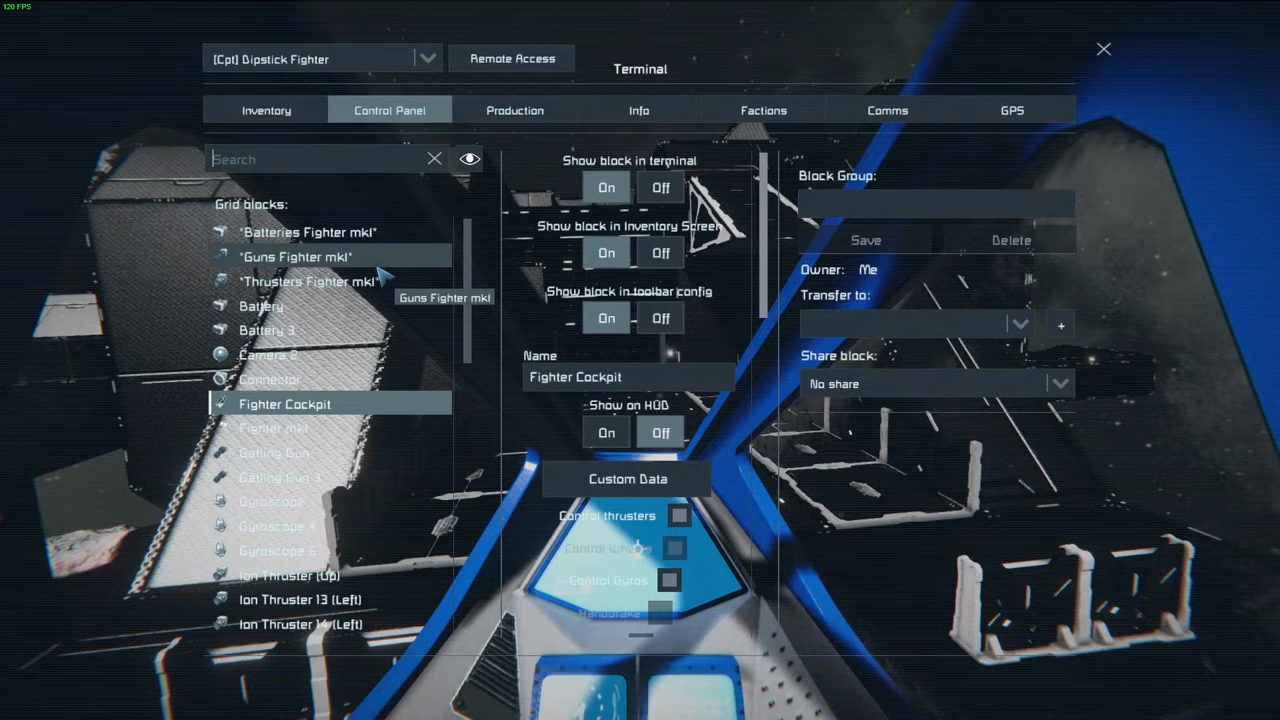 120 FPS
[Cpt] Dipstick Fighter
Remote Access
Terminal
Inventory
Control Panel
Production
Info
Factions
Comms
GPS
Search
Grid blocks:
*Batteries Fighter mkI*
*Guns Fighter mkI*
*Thrusters Fighter mkI*
Guns Fighter mkI
Battery
Battery 3
Camera 2
Connector
Fighter Cockpit
Fighter mkI
Gatling Gun
Gatling Gun 3
Gyroscope
Gyroscope 4
Gyroscope 6
Ion Thruster (Up)
Ion Thruster 13 (Left)
Ion Thruster 14 (Left)
Show block in terminal
On Off
Show block in Inventory Screen
On Off
Show block in toolbar config
On Off
Name
Fighter Cockpit
Show on HUD
On Off
Custom Data
Control thrusters
Control wheels
Control Gyros
Handbrake
Block Group:
Save Delete
Owner: Me
Transfer to:
+
Share block:
No share